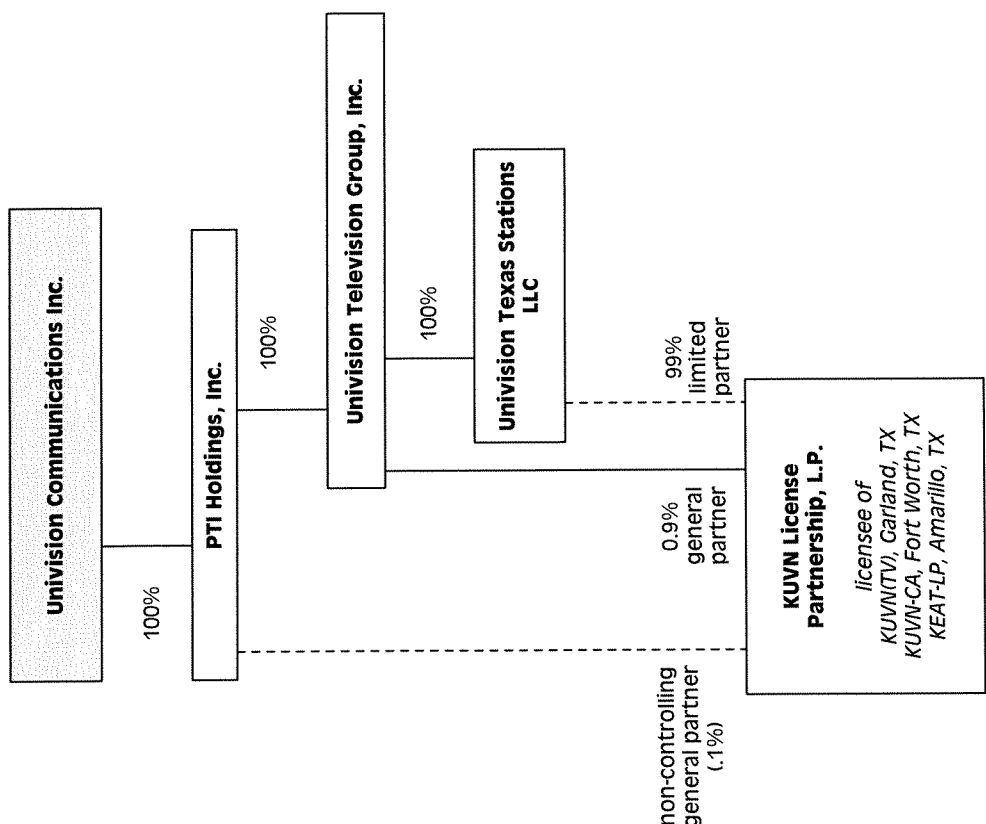 Univision Communications Inc.
100%
PTI Holdings, Inc.
100%
Univision Television Group, Inc.
100%
Univision Texas Stations
LLC
non-controlling
general partner
(.1%)
0.9%
general
partner
99%
limited
partner
KUVN License
Partnership, L.P.
licensee of
KUVN(TV), Garland, TX
KUVN-CA, Fort Worth, TX
KEAT-LP, Amarillo, TX